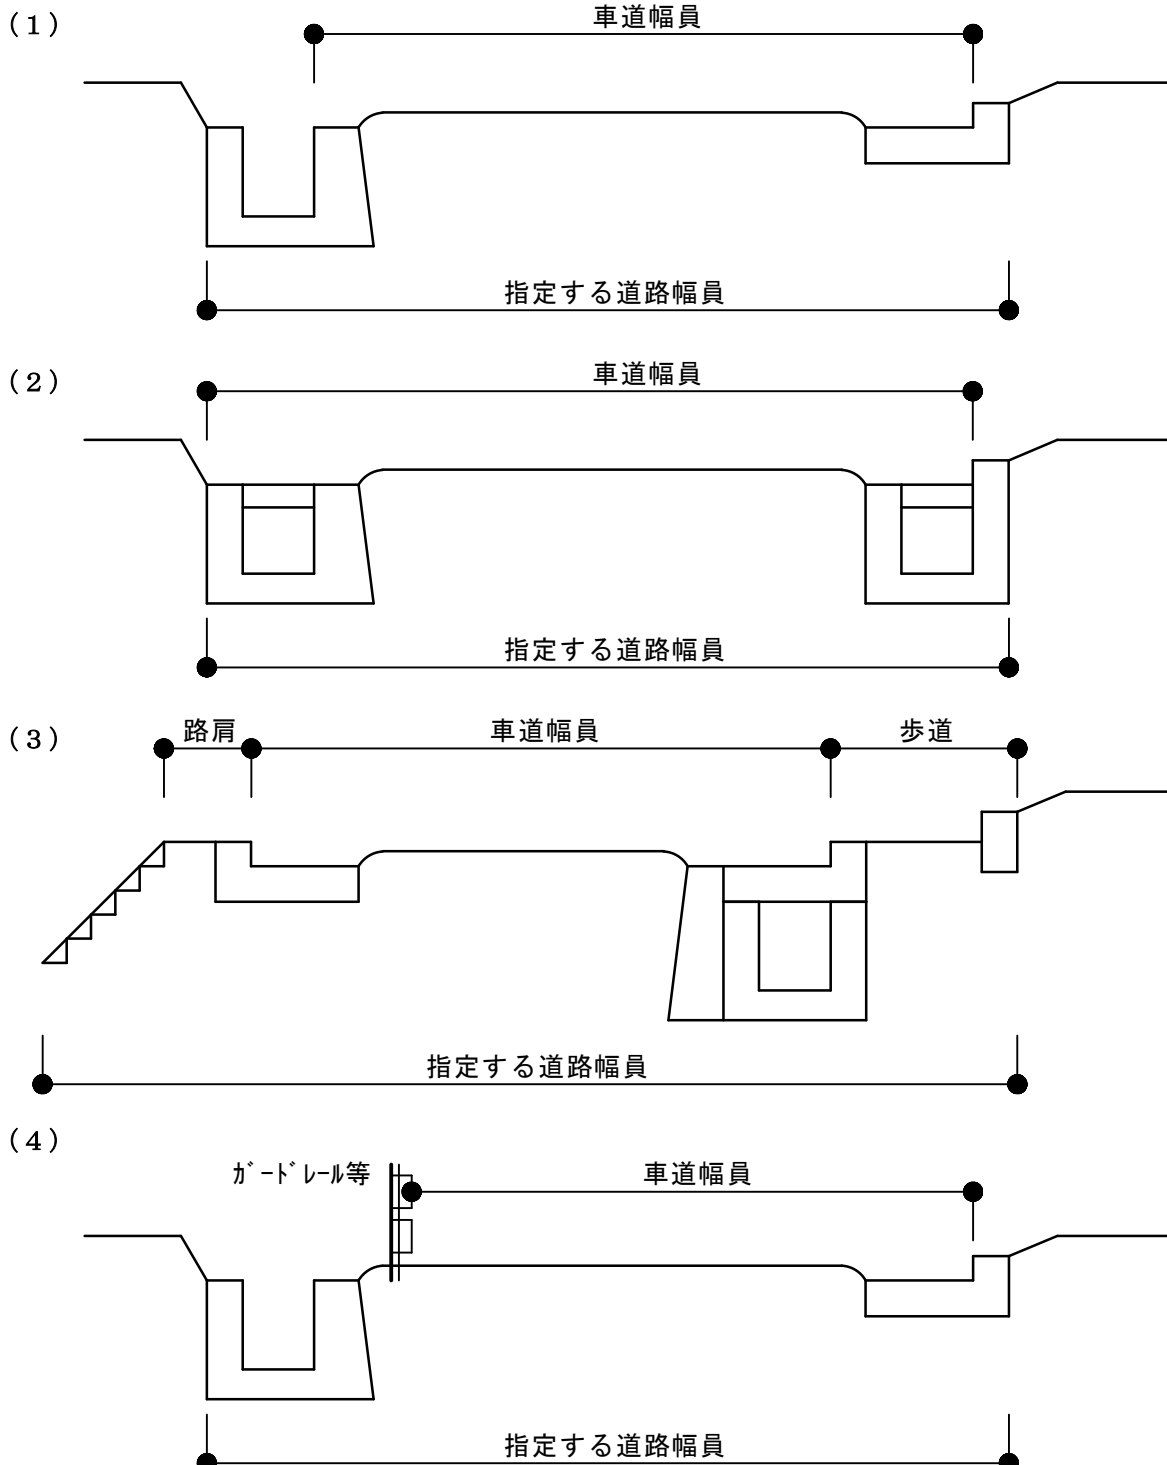 (1)
車道幅員
指定する道路幅員
(2)
車道幅員
指定する道路幅員
(3)
路肩 車道幅員 歩道
指定する道路幅員
(4)
ｶﾞｰﾄﾞﾚｰﾙ等 車道幅員
指定する道路幅員